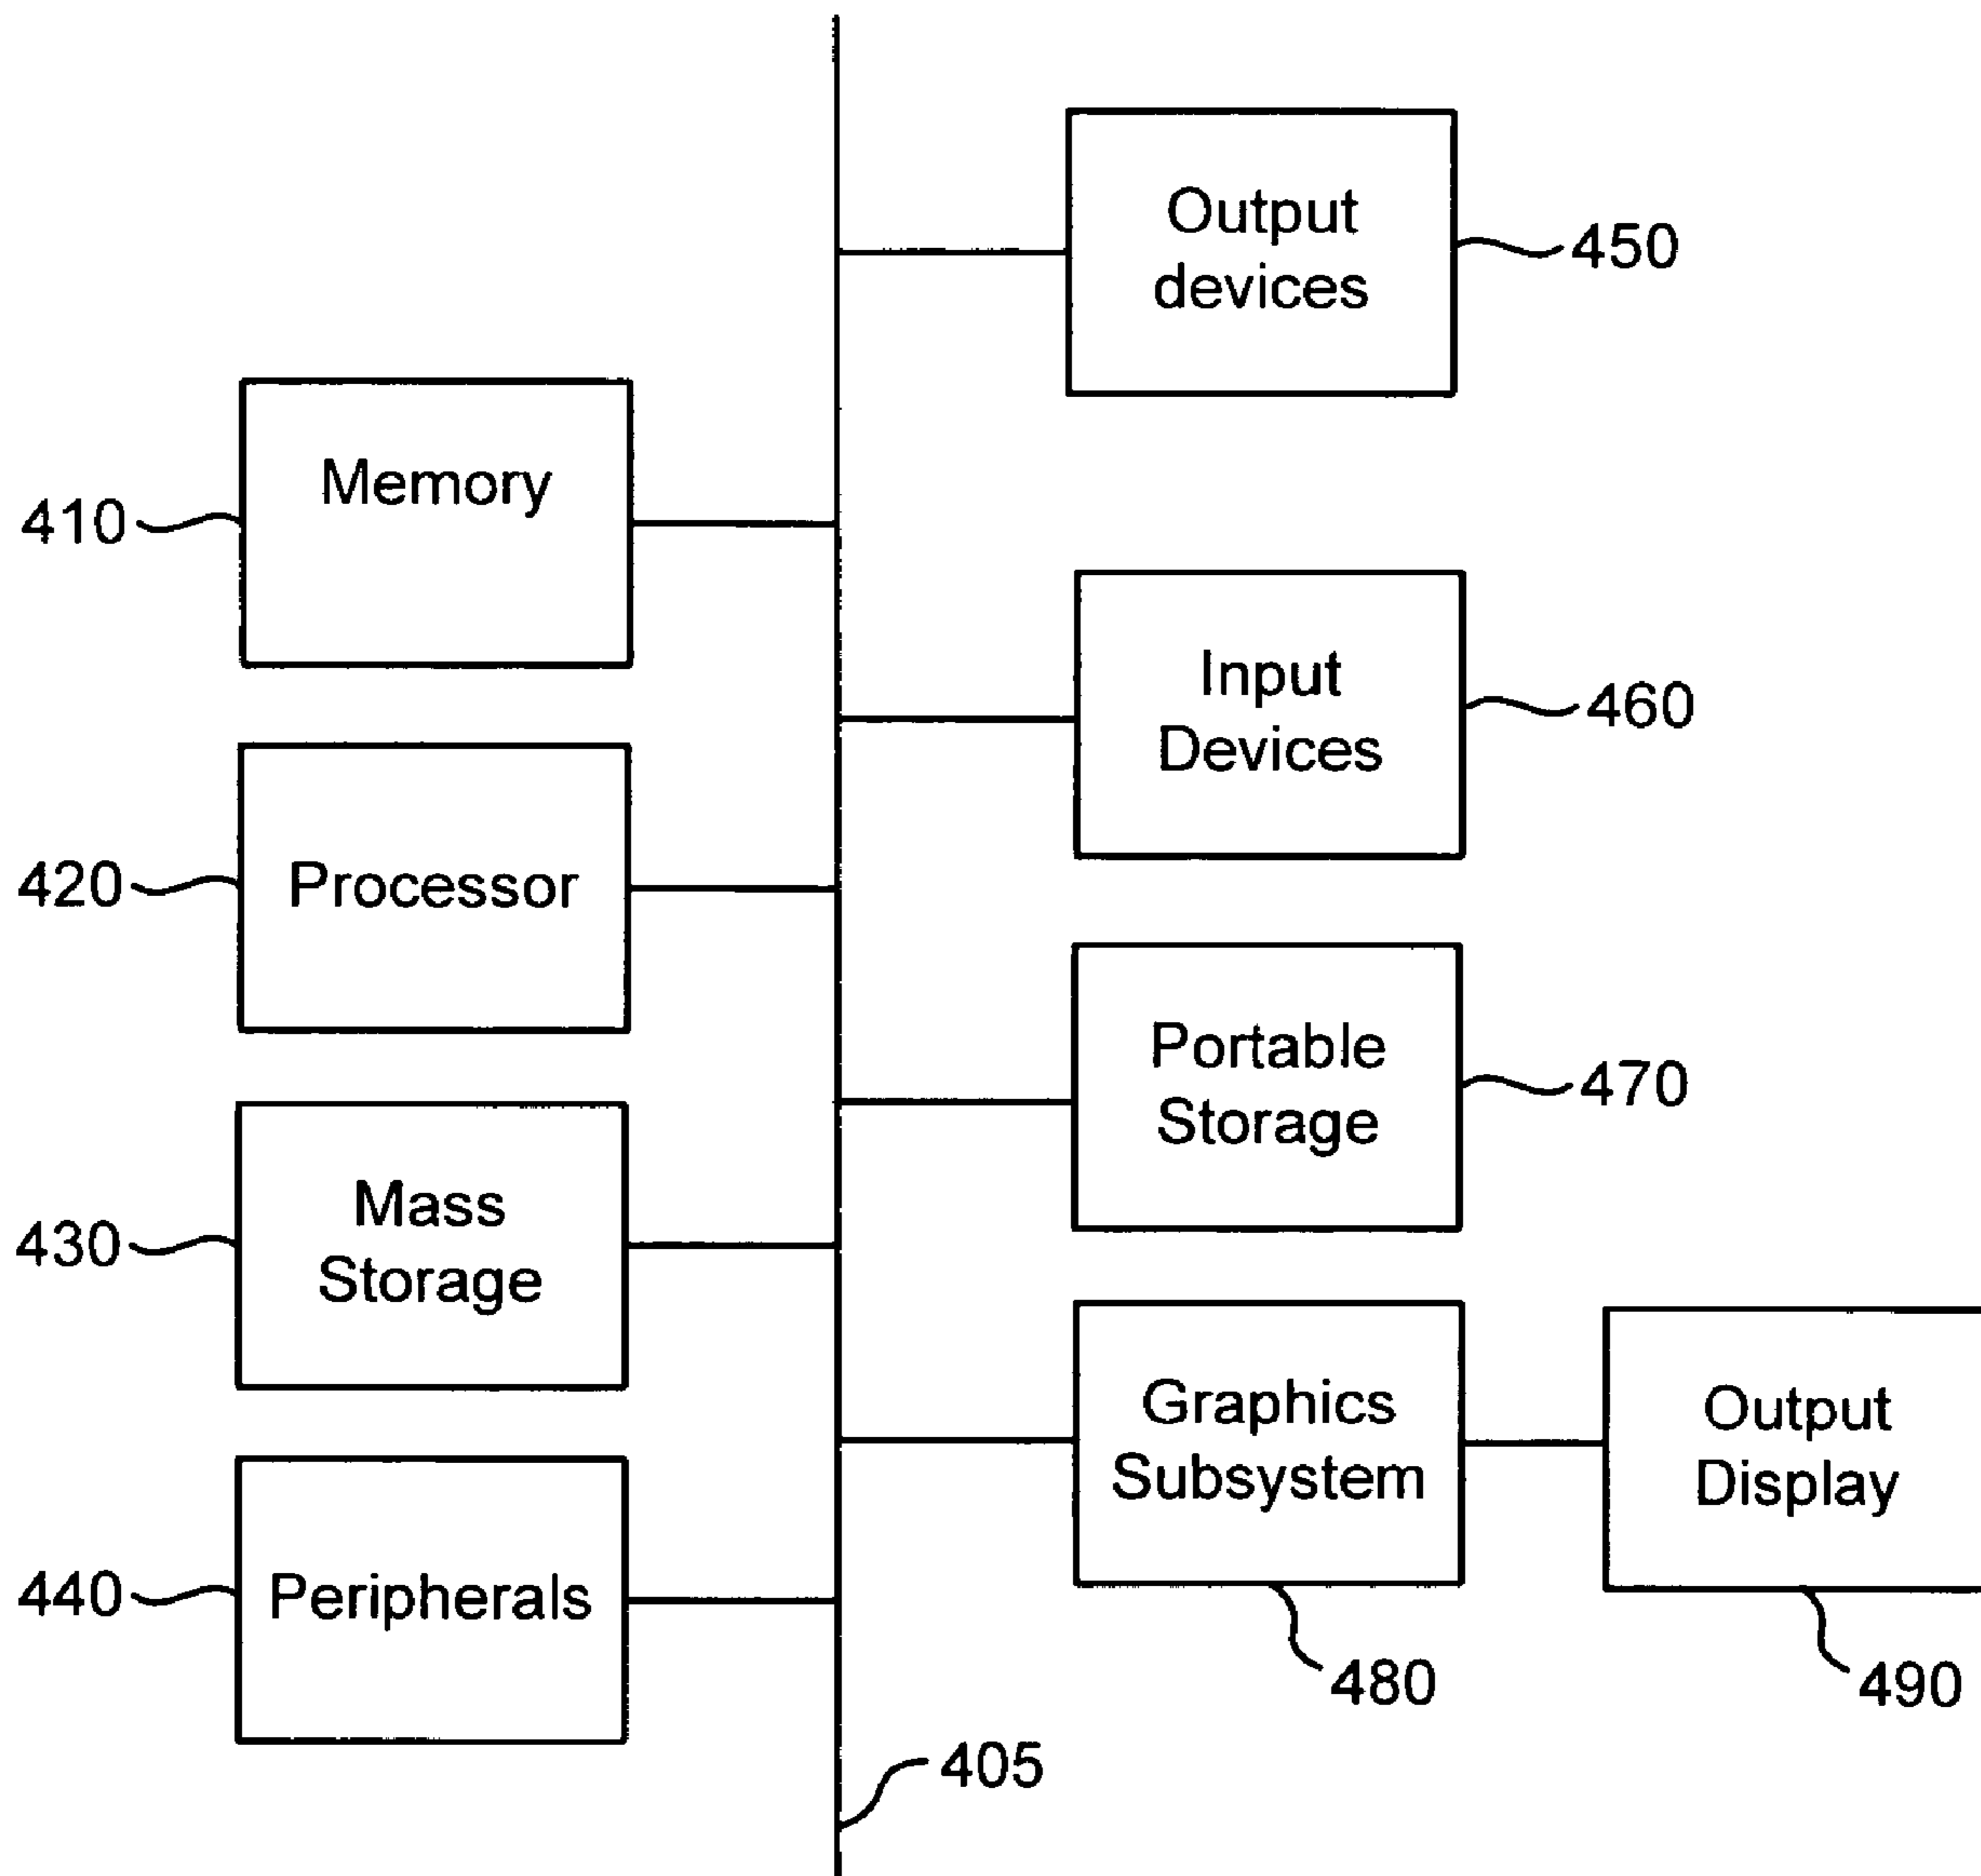 Output
devices
450
Memory
410
Input
Devices
460
Processor
420
Portable
Storage
470
Mass
Storage
430
Graphics
Subsystem
480
Output
Display
490
Peripherals
440
405